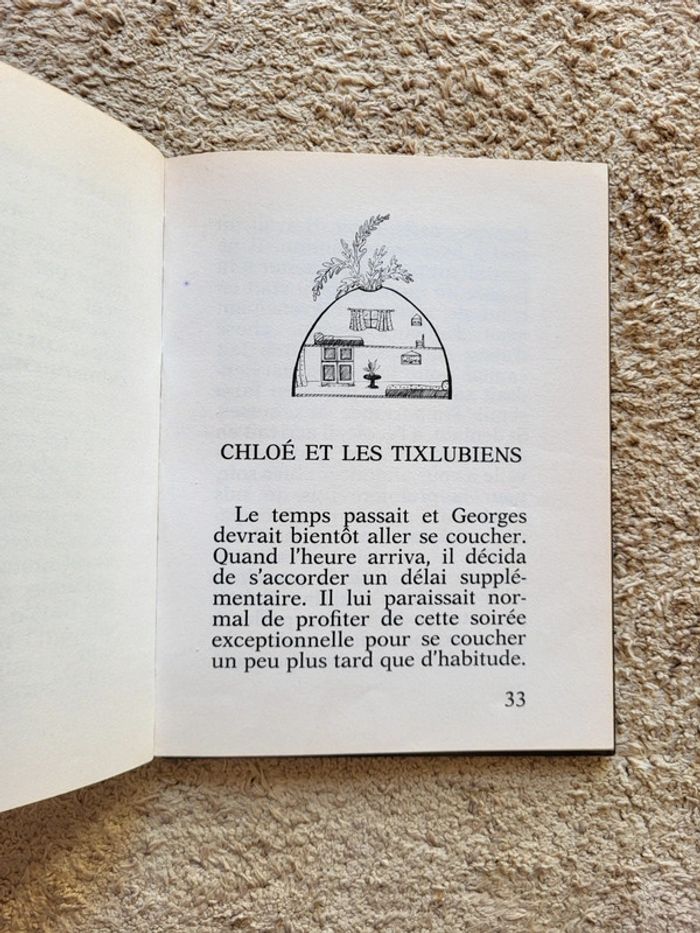 CHLOÉ ET LES TIXLUBIENS
Le temps passait et Georges
devrait bientôt aller se coucher.
Quand l'heure arriva, il décida
de s'accorder un délai supplé-
mentaire. Il lui paraissait nor-
mal de profiter de cette soirée
exceptionnelle pour se coucher
un peu plus tard que d'habitude.
33